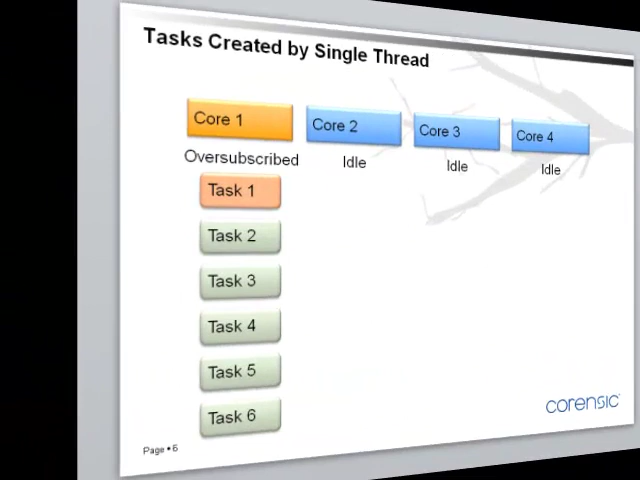 Tasks Created by Single Thread
Core 1
Core 2
Core 3
Core 4
Oversubscribed
Idle
Idle
Idle
Task 1
Task 2
Task 3
Task 4
Task 5
Task 6
corensic
Page • 6